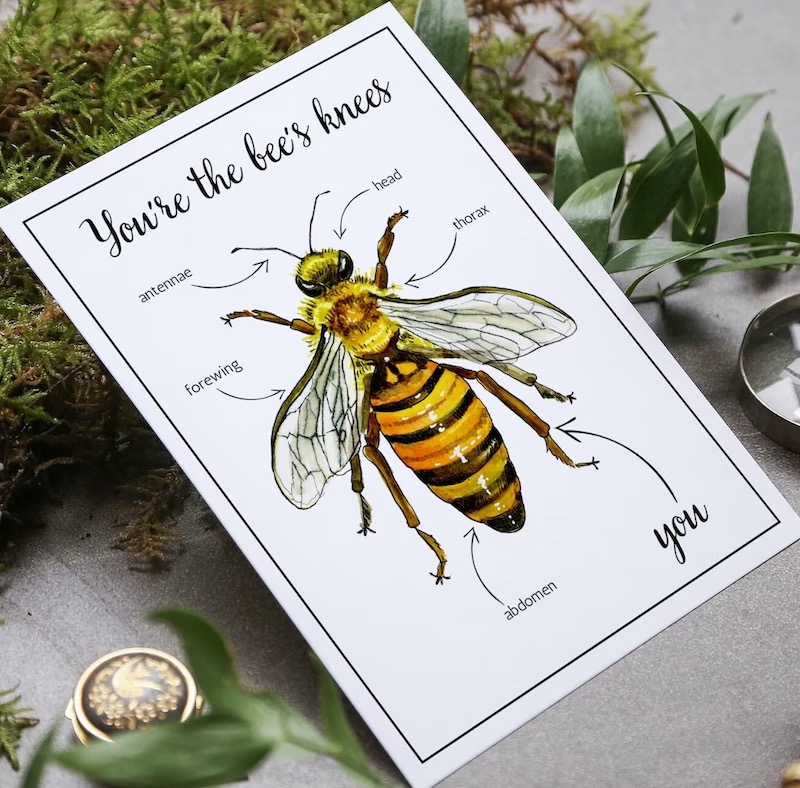 You're the bee's knees
head
thorax
antennae
forewing
you
abdomen